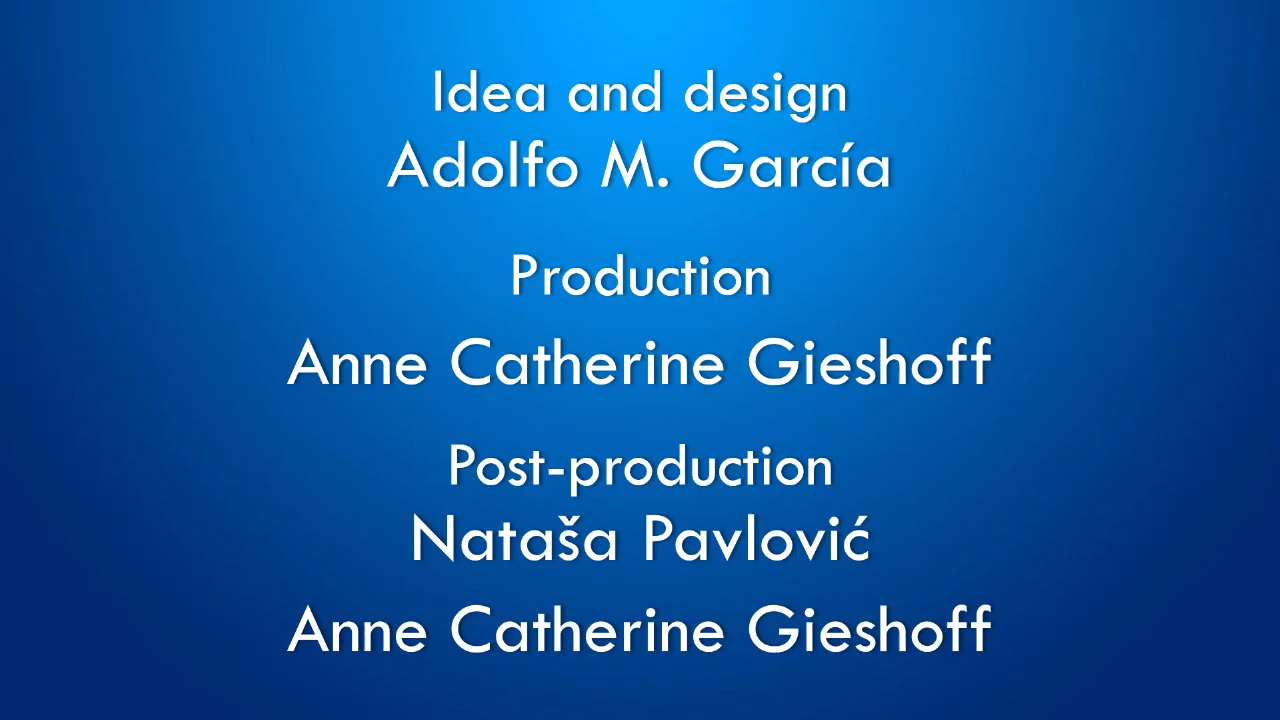 Idea and design
Adolfo M. García
Production
Anne Catherine Gieshoff
Post-production
Nataša Pavlović
Anne Catherine Gieshoff